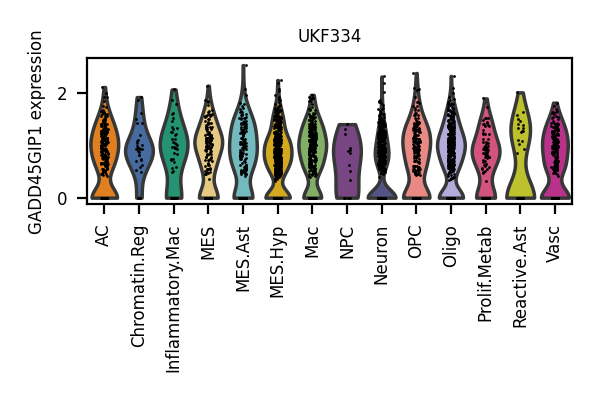 UKF334
GADD45GIP1 expression
2
0
AC
Chromatin.Reg
Inflammatory.Mac
MES
MES.Ast
MES.Hyp
Mac
NPC
Neuron
OPC
Oligo
Prolif.Metab
Reactive.Ast
Vasc